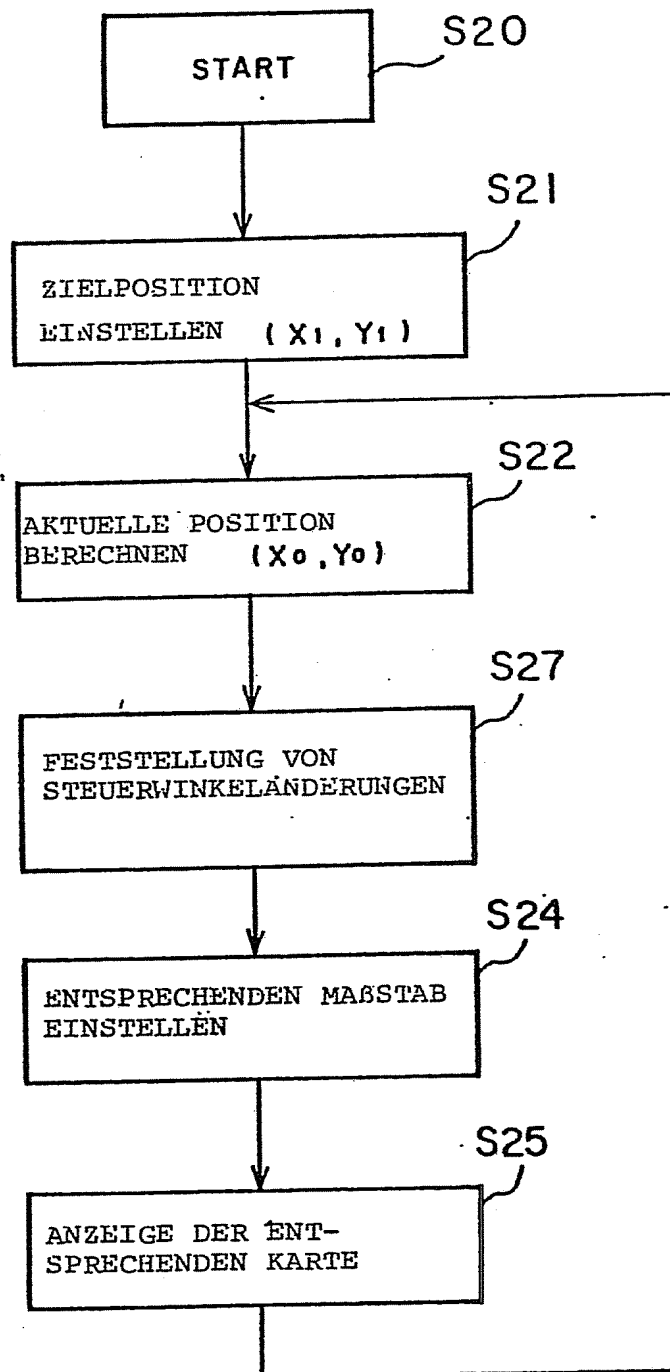 START
S20
S21
ZIELPOSITION
EINSTELLEN (X1, Y1)
S22
AKTUELLE POSITION
BERECHNEN (X0, Y0)
S27
FESTSTELLUNG VON
STEUERWINKELÄNDERUNGEN
S24
ENTSPRECHENDEN MAßSTAB
EINSTELLEN
S25
ANZEIGE DER ENT-
SPRECHENDEN KARTE